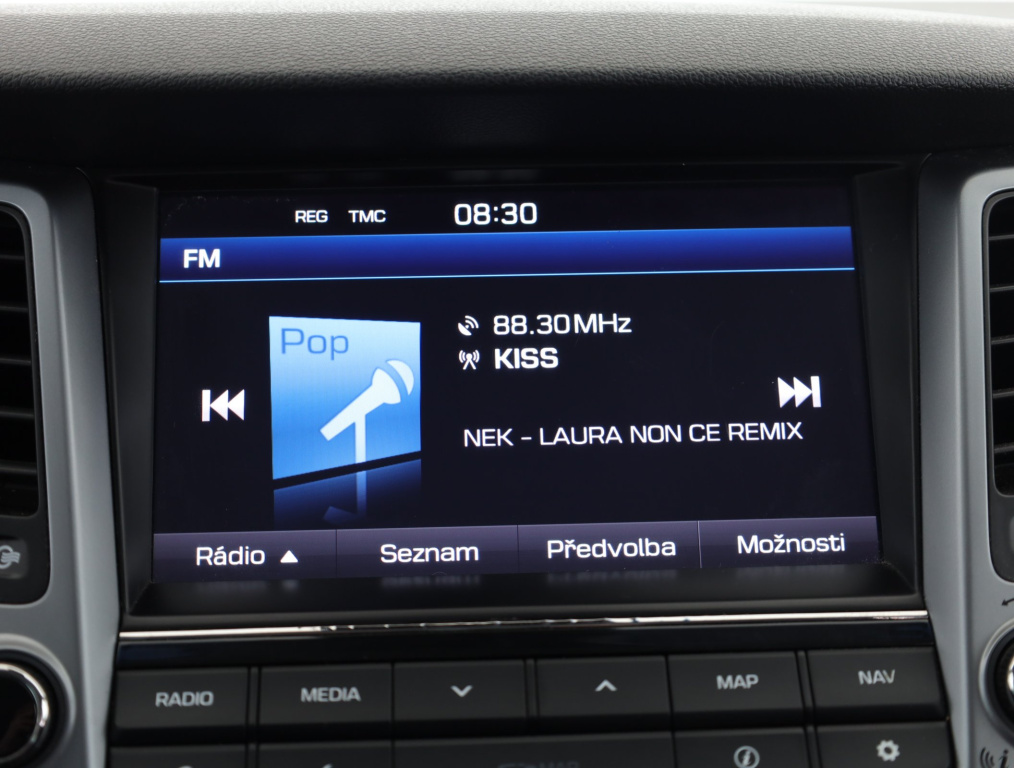 REG TMC 08:30
FM
Pop
88.30MHz
KISS
NEK - LAURA NON CE REMIX
Rádio Seznam Předvolba Možnosti
RADIO MEDIA MAP NAV